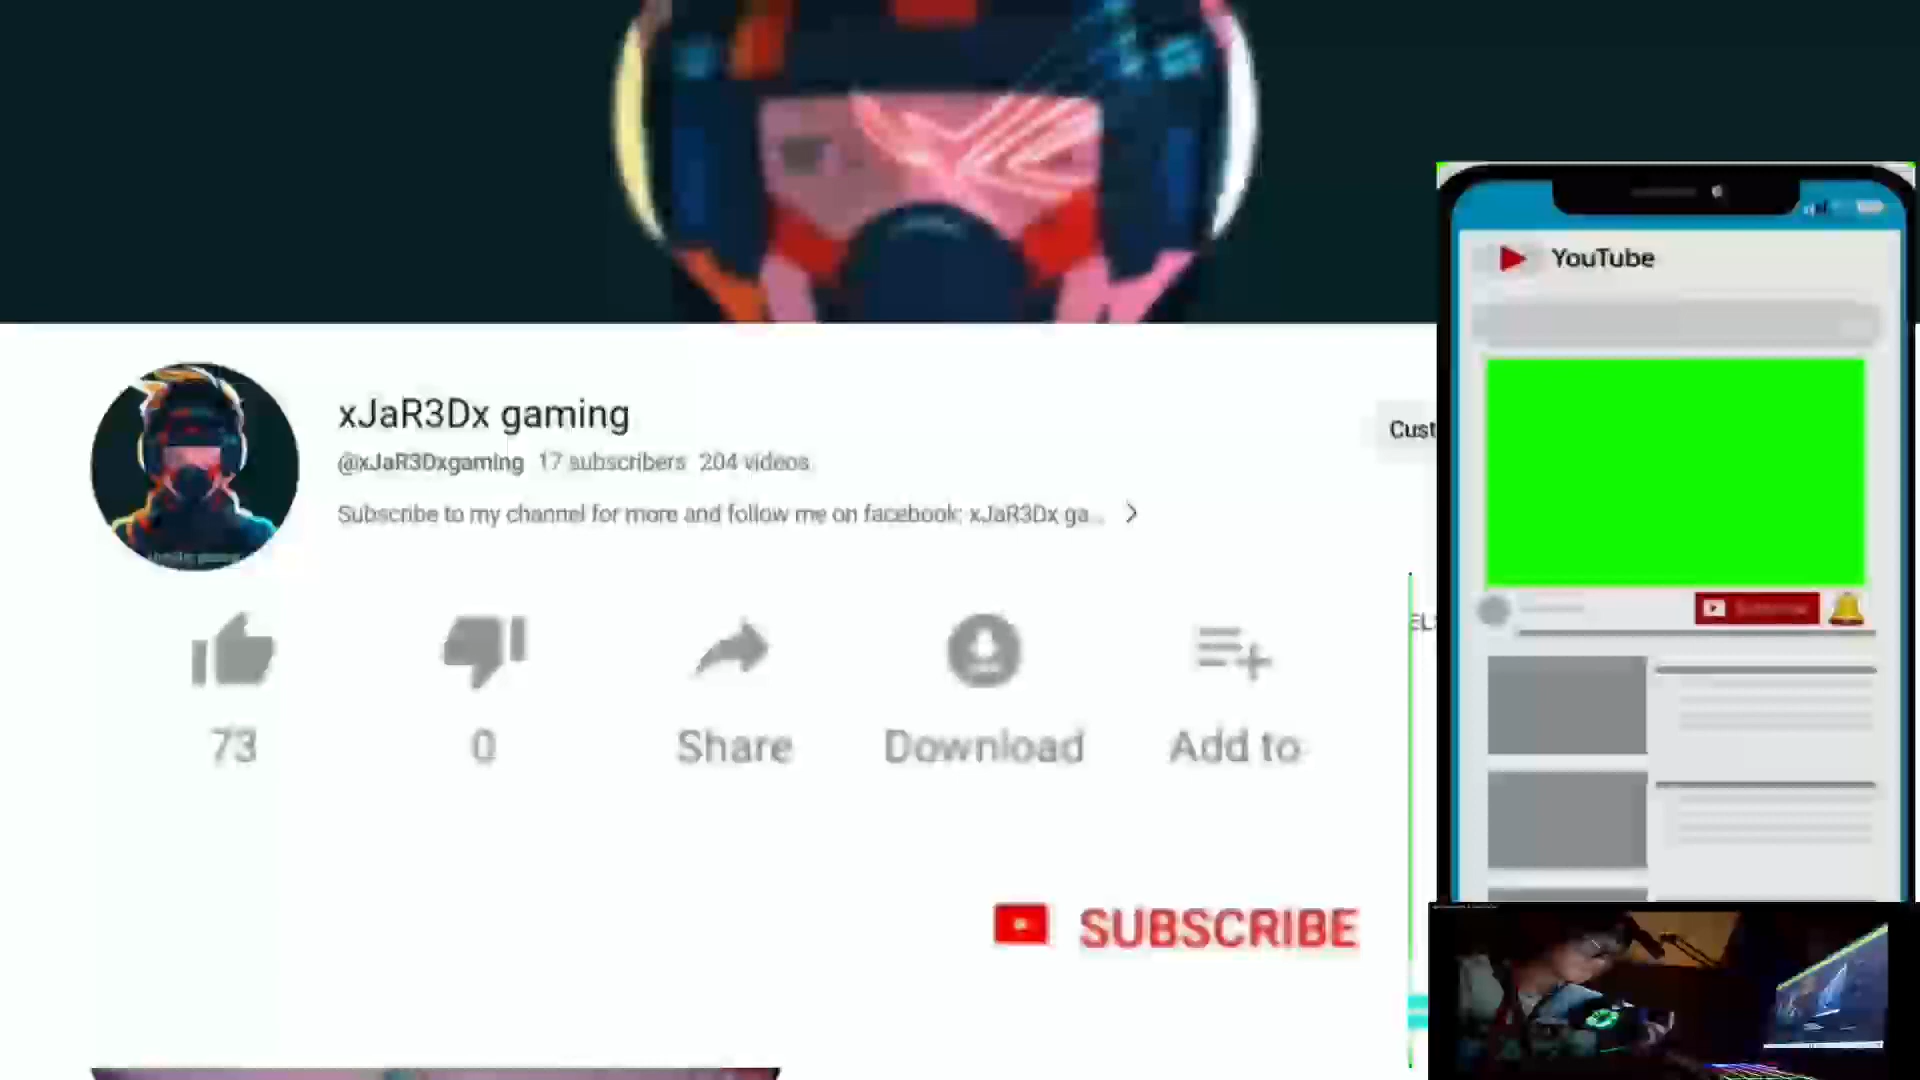 xJaR3Dx gaming
@xJaR3Dxgaming 17 subscribers 204 videos
Subscribe to my channel for more and follow me on facebook: xJaR3Dx ga...
Cust
YouTube
73
0
Share
Download
Add to
SUBSCRIBE